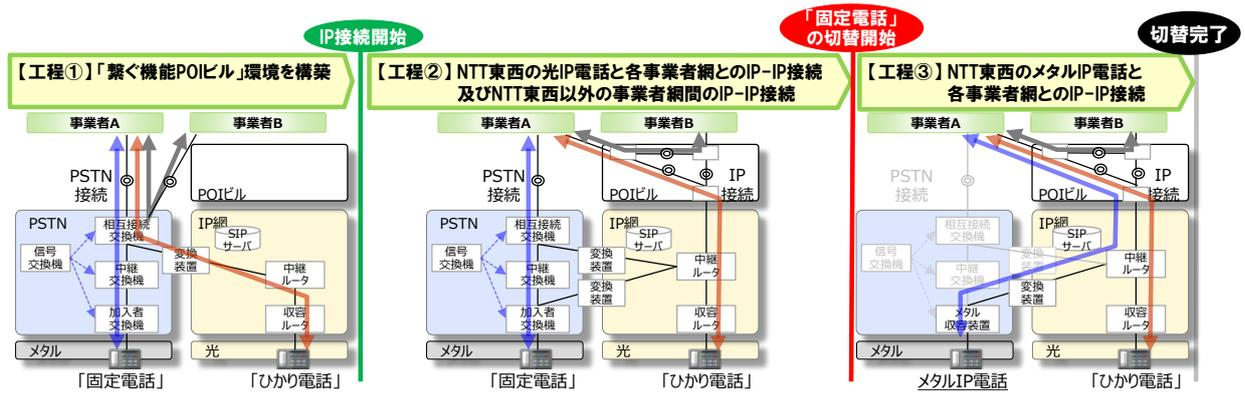 IP接続開始
「固定電話」
の切替開始
切替完了
【工程①】「繋ぐ機能POIビル」環境を構築
【工程②】NTT東西の光IP電話と各事業者網とのIP-IP接続
及びNTT東西以外の事業者網間のIP-IP接続
【工程③】NTT東西のメタルIP電話と
各事業者網とのIP-IP接続
事業者A
事業者B
PSTN
接続
POIビル
PSTN
相互接続
交換機
信号
交換機
中継
交換機
加入者
交換機
変換
装置
IP網
SIP
サーバ
中継
ルータ
収容
ルータ
メタル
光
「固定電話」
「ひかり電話」
事業者A
事業者B
PSTN
接続
POIビル
IP
接続
PSTN
相互接続
交換機
信号
交換機
中継
交換機
加入者
交換機
変換
装置
変換
装置
IP網
SIP
サーバ
中継
ルータ
収容
ルータ
メタル
光
「固定電話」
「ひかり電話」
事業者A
事業者B
PSTN
接続
POIビル
IP
接続
PSTN
相互接続
交換機
信号
交換機
中継
交換機
メタル
収容装置
変換
装置
変換
装置
IP網
SIP
サーバ
中継
ルータ
収容
ルータ
メタル
光
メタルIP電話
「ひかり電話」